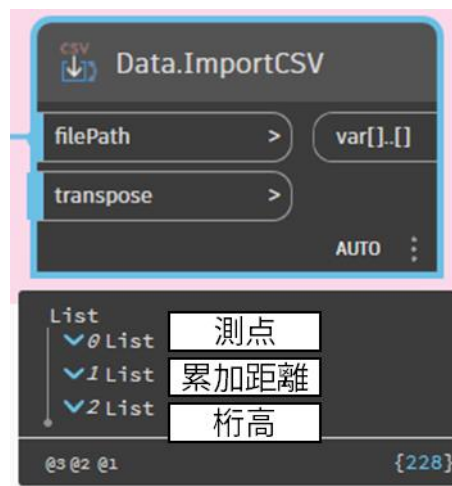 CSV
Data.ImportCSV
filePath > var[]..[]
transpose >
AUTO
List
0 List 測点
1 List 累加距離
2 List 桁高
@3 @2 @1 {228}